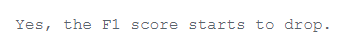 Yes, the F1 score starts to drop.